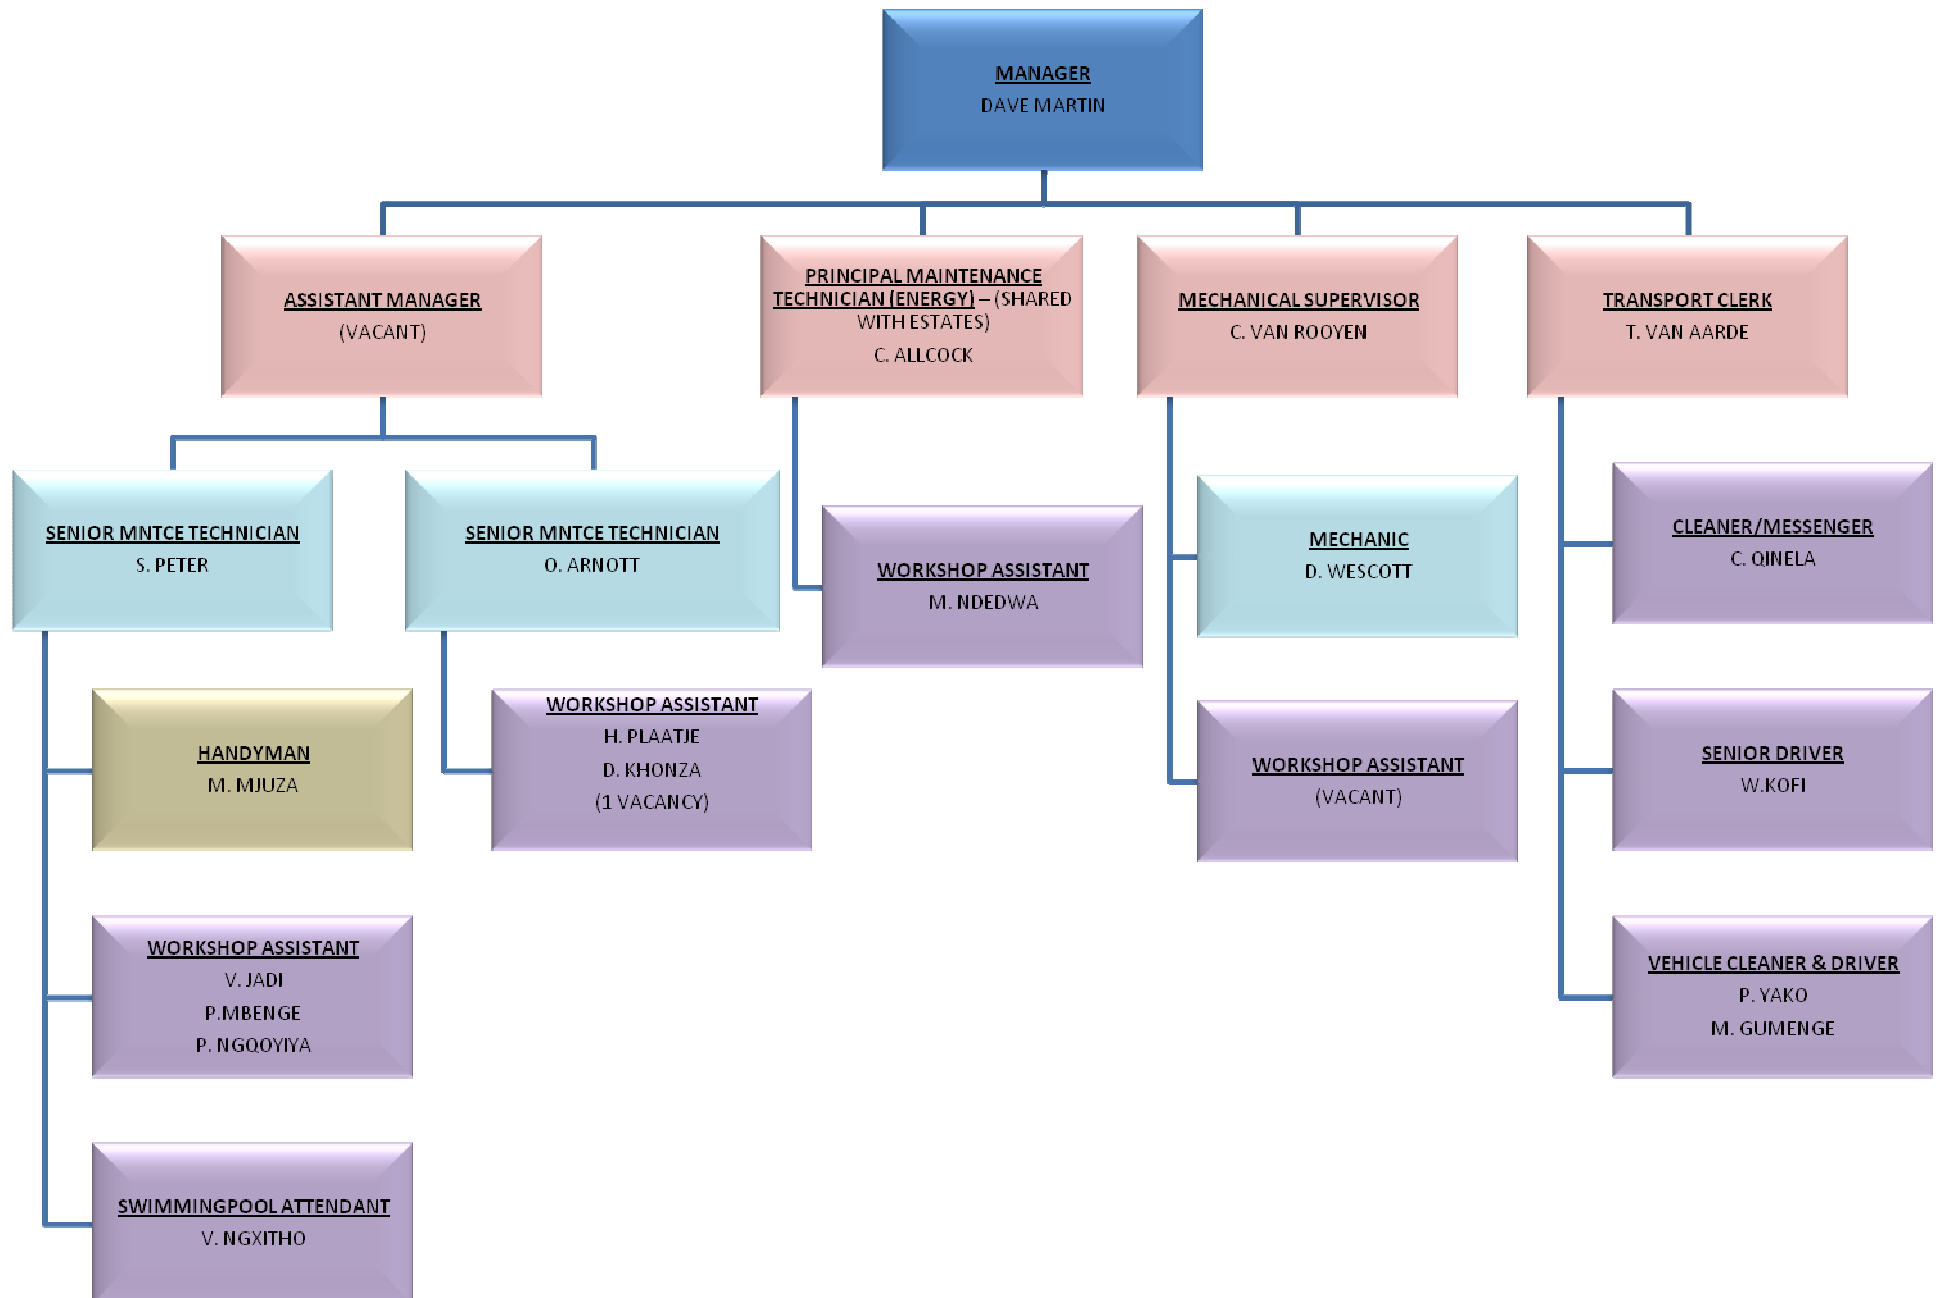 MANAGER
DAVE MARTIN
ASSISTANT MANAGER
(VACANT)
PRINCIPAL MAINTENANCE
TECHNICIAN (ENERGY) – (SHARED
WITH ESTATES)
C. ALLCOCK
MECHANICAL SUPERVISOR
C. VAN ROOYEN
TRANSPORT CLERK
T. VAN AARDE
SENIOR MNTCE TECHNICIAN
S. PETER
SENIOR MNTCE TECHNICIAN
O. ARNOTT
WORKSHOP ASSISTANT
M. NDEDWA
MECHANIC
D. WESCOTT
CLEANER/MESSENGER
C. QINELA
HANDYMAN
M. MJUZA
WORKSHOP ASSISTANT
H. PLAATJE
D. KHONZA
(1 VACANCY)
WORKSHOP ASSISTANT
(VACANT)
SENIOR DRIVER
W.KOFI
WORKSHOP ASSISTANT
V. JADI
P.MBENGE
P. NGQOYIYA
VEHICLE CLEANER & DRIVER
P. YAKO
M. GUMENGE
SWIMMINGPOOL ATTENDANT
V. NGXITHO